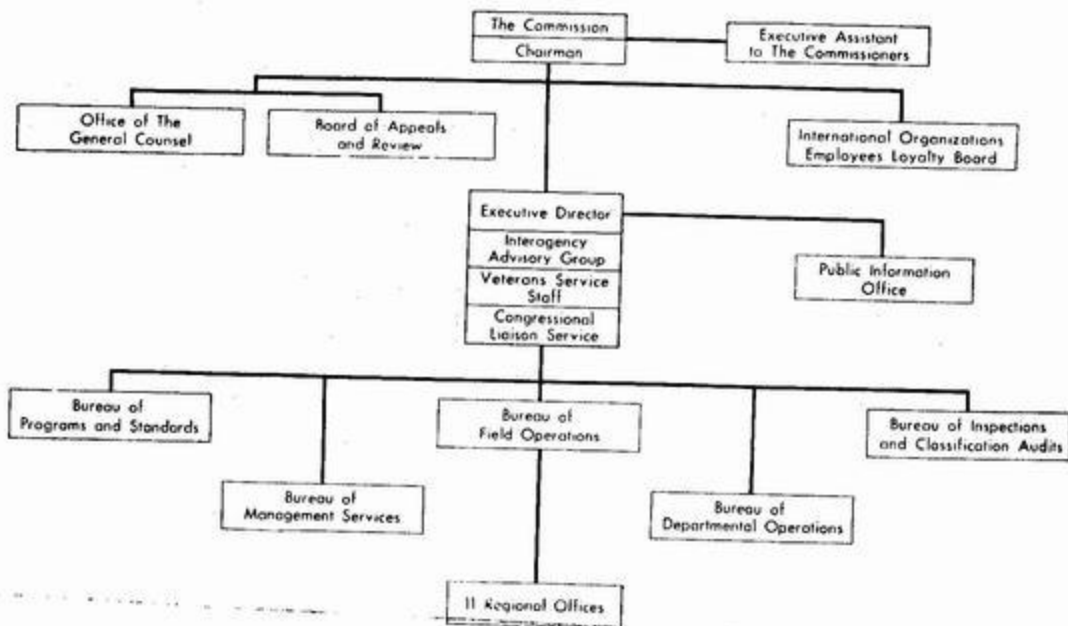 The Commission
Chairman
Executive Assistant
to The Commissioners
Office of The
General Counsel
Board of Appeals
and Review
International Organizations
Employees Loyalty Board
Executive Director
Interagency
Advisory Group
Veterans Service
Staff
Congressional
Liaison Service
Public Information
Office
Bureau of
Programs and Standards
Bureau of
Field Operations
Bureau of Inspections
and Classification Audits
Bureau of
Management Services
Bureau of
Departmental Operations
11 Regional Offices